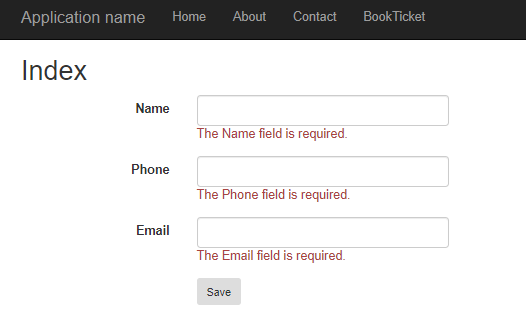 Application name Home About Contact BookTicket
Index
Name
The Name field is required.
Phone
The Phone field is required.
Email
The Email field is required.
Save